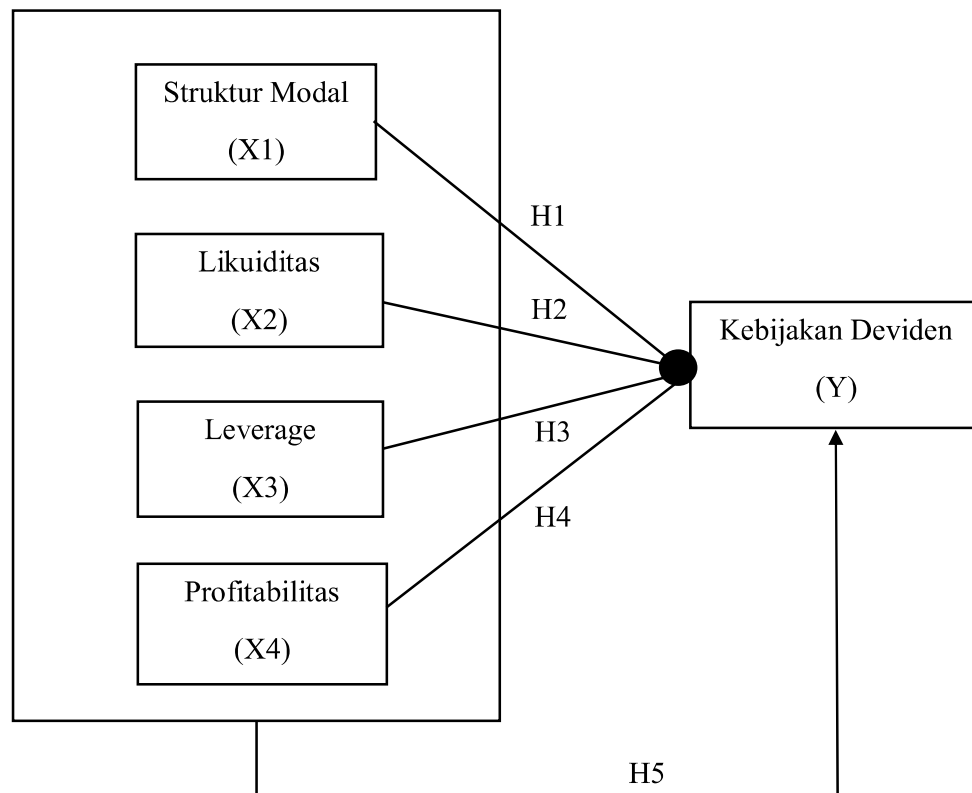 Struktur Modal
(X1)
H1
Likuiditas
(X2)
H2
Kebijakan Deviden
(Y)
Leverage
(X3)
H3
H4
Profitabilitas
(X4)
H5